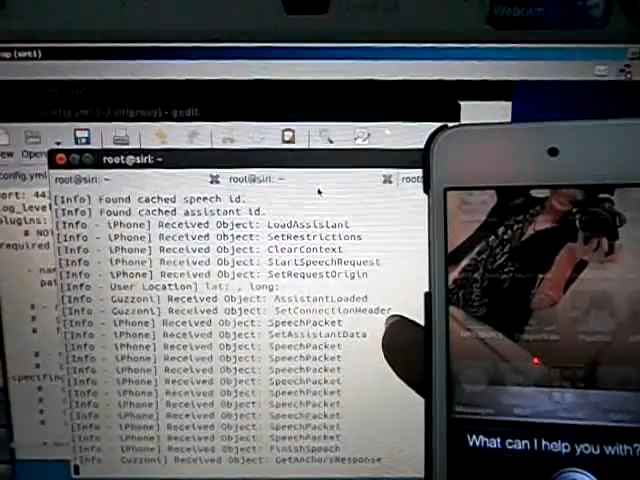 Webcam
Open
root@siri: ~
config.yml
root@siri: ~
root@siri: ~
[Info] Found cached speech id.
[Info] Found cached assistant id.
[Info - iPhone] Received Object: LoadAssistant
[Info - iPhone] Received Object: SetRestrictions
[Info - iPhone] Received Object: ClearContext
[Info - iPhone] Received Object: StartSpeechRequest
[Info - iPhone] Received Object: SetRequestOrigin
[Info - User Location] lat: , long:
[Info - Guzzoni] Received Object: AssistantLoaded
[Info - Guzzoni] Received Object: SetConnectionHeader
[Info - iPhone] Received Object: SpeechPacket
[Info - iPhone] Received Object: SetAssistantData
[Info - iPhone] Received Object: SpeechPacket
[Info - iPhone] Received Object: SpeechPacket
[Info - iPhone] Received Object: SpeechPacket
[Info - iPhone] Received Object: SpeechPacket
[Info - iPhone] Received Object: SpeechPacket
[Info - iPhone] Received Object: SpeechPacket
[Info - iPhone] Received Object: SpeechPacket
[Info - iPhone] Received Object: SpeechPacket
[Info - iPhone] Received Object: FinishSpeech
[Info - Guzzoni] Received Object: GetAnchorsResponse
What can I help you with?